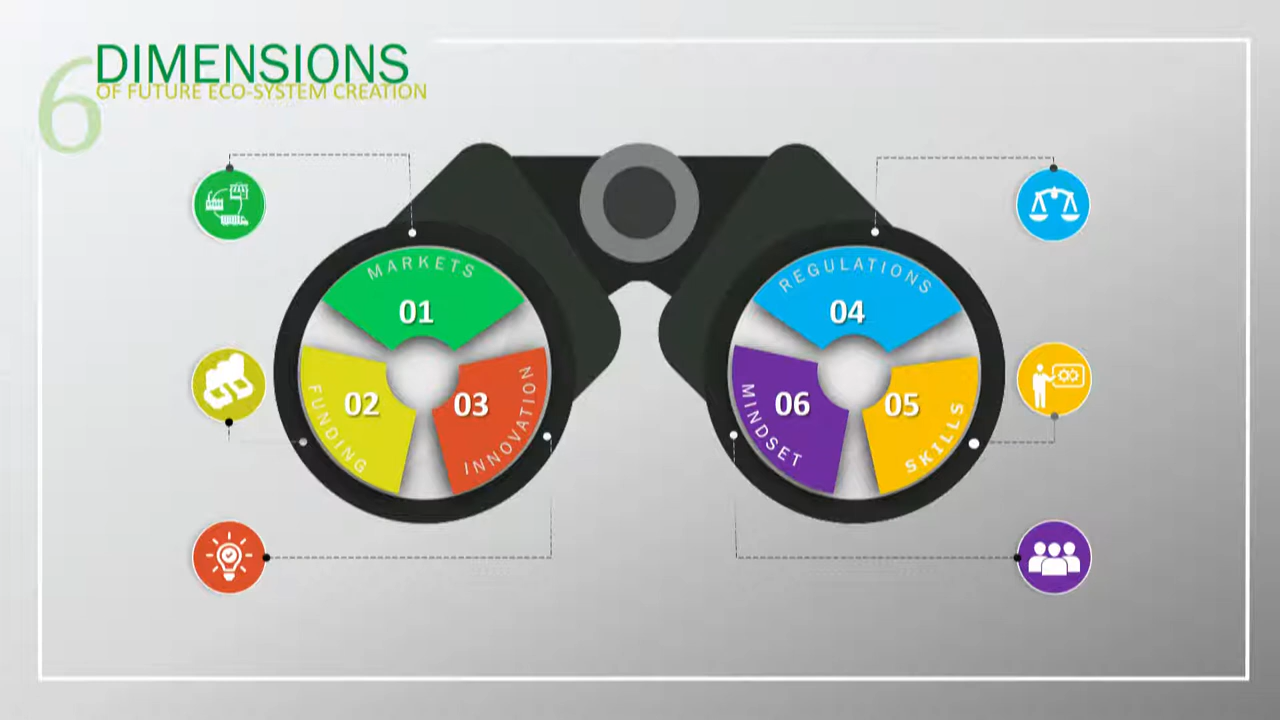 6 DIMENSIONS
OF FUTURE ECO-SYSTEM CREATION
MARKETS
01
FUNDING
02
INNOVATION
03
REGULATIONS
04
SKILLS
05
MINDSET
06